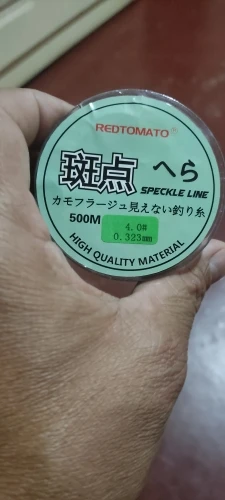 REDTOMATO®
斑点 へら
SPECKLE LINE
カモフラージュ見えない釣り糸
500M
4.0#
0.323mm
HIGH QUALITY MATERIAL